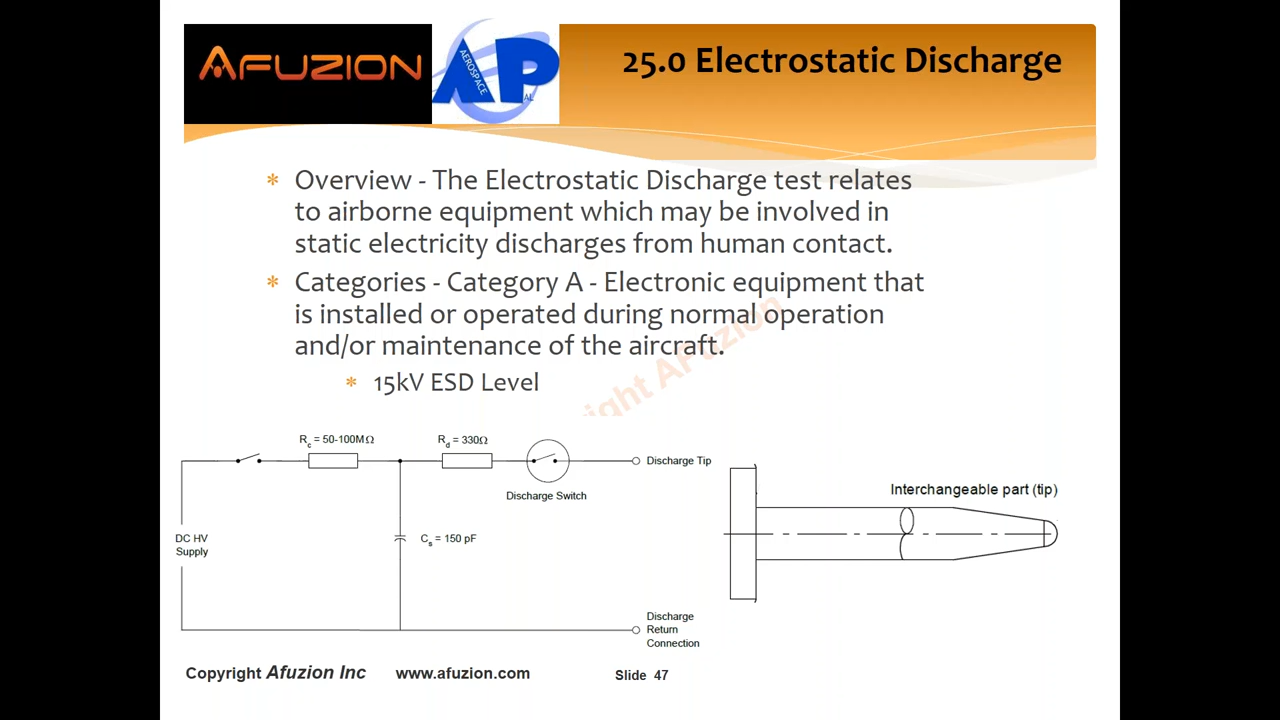 AFUZION
AEROSPACE
AP
AL
25.0 Electrostatic Discharge
* Overview - The Electrostatic Discharge test relates
to airborne equipment which may be involved in
static electricity discharges from human contact.
* Categories - Category A - Electronic equipment that
is installed or operated during normal operation
and/or maintenance of the aircraft.
* 15kV ESD Level
right AFuzion
Rc = 50-100MΩ
Rd = 330Ω
Discharge Tip
Discharge Switch
DC HV
Supply
Cs = 150 pF
Discharge
Return
Connection
Interchangeable part (tip)
Copyright Afuzion Inc www.afuzion.com Slide 47